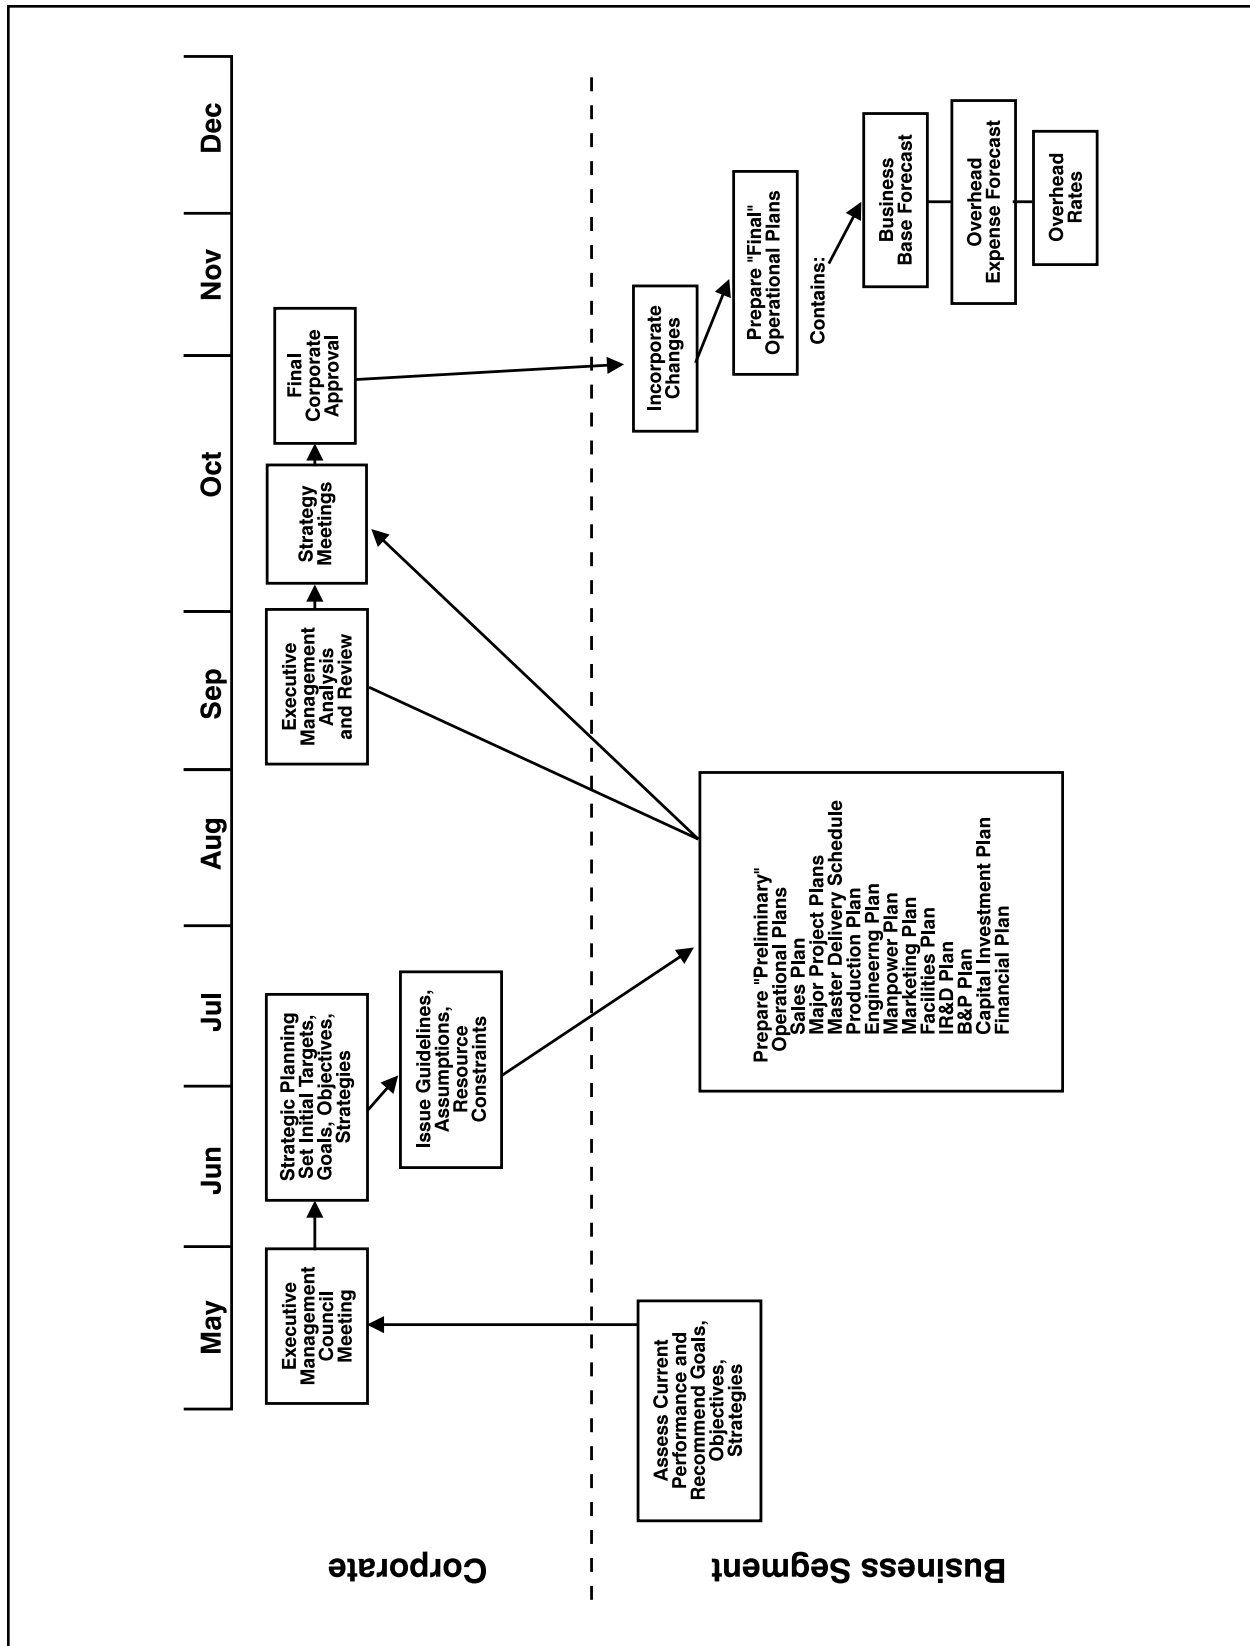 May
Jun
Jul
Aug
Sep
Oct
Nov
Dec
Corporate
Executive
Management
Council
Meeting
Strategic Planning
Set Initial Targets,
Goals, Objectives,
Strategies
Issue Guidelines,
Assumptions,
Resource
Constraints
Executive
Management
Analysis
and Review
Strategy
Meetings
Final
Corporate
Approval
Business Segment
Assess Current
Performance and
Recommend Goals,
Objectives,
Strategies
Prepare "Preliminary"
Operational Plans
Sales Plan
Major Project Plans
Master Delivery Schedule
Production Plan
Engineerng Plan
Manpower Plan
Marketing Plan
Facilities Plan
IR&D Plan
B&P Plan
Capital Investment Plan
Financial Plan
Incorporate
Changes
Prepare "Final"
Operational Plans
Contains:
Business
Base Forecast
Overhead
Expense Forecast
Overhead
Rates